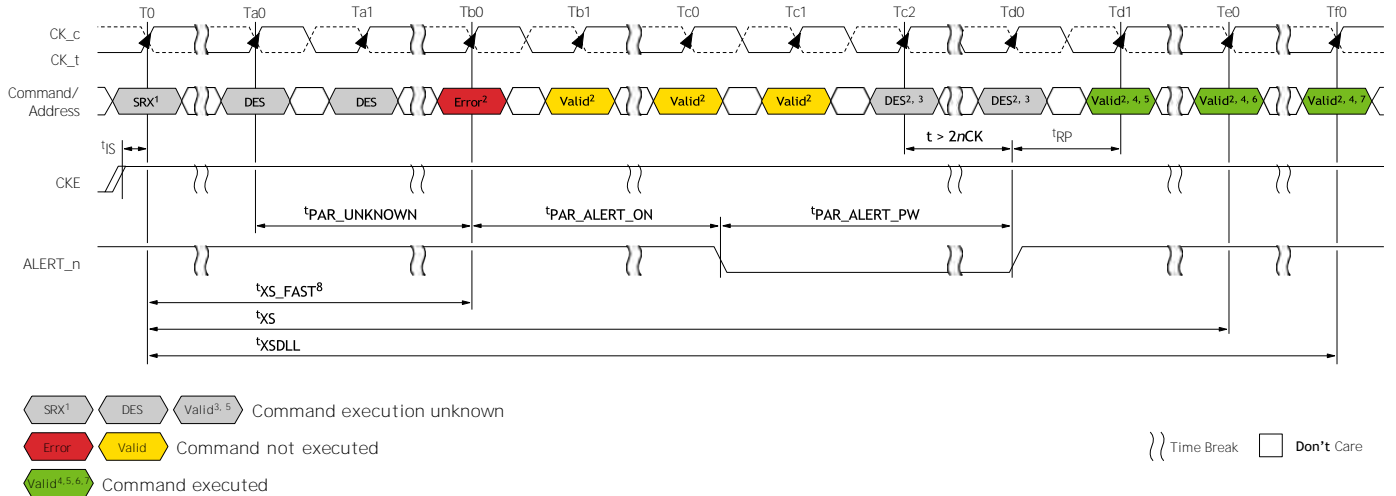 T0 Ta0 Ta1 Tb0 Tb1 Tc0 Tc1 Tc2 Td0 Td1 Te0 Tf0
CK_c
CK_t
Command/
Address
SRX¹ DES DES Error² Valid² Valid² Valid² DES²,³ DES²,³ Valid²,⁴,⁵ Valid²,⁴,⁶ Valid²,⁴,⁷
t > 2nCK ᵗRP
ᵗIS
CKE
ᵗPAR_UNKNOWN ᵗPAR_ALERT_ON ᵗPAR_ALERT_PW
ALERT_n
ᵗXS_FAST⁸
ᵗXS
ᵗXSDLL
SRX¹ DES Valid³,⁵ Command execution unknown
Error Valid Command not executed
Time Break Don't Care
Valid⁴,⁵,⁶,⁷ Command executed